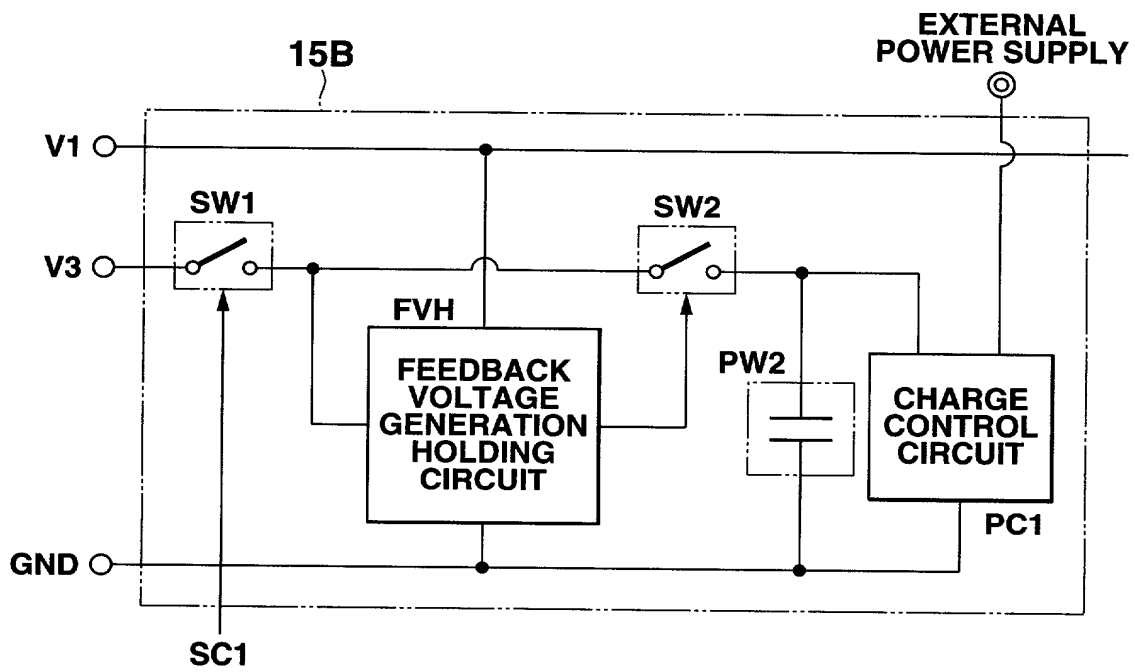 EXTERNAL
POWER SUPPLY
15B
V1
SW1
SW2
V3
FVH
FEEDBACK
VOLTAGE
GENERATION
HOLDING
CIRCUIT
PW2
CHARGE
CONTROL
CIRCUIT
PC1
GND
SC1